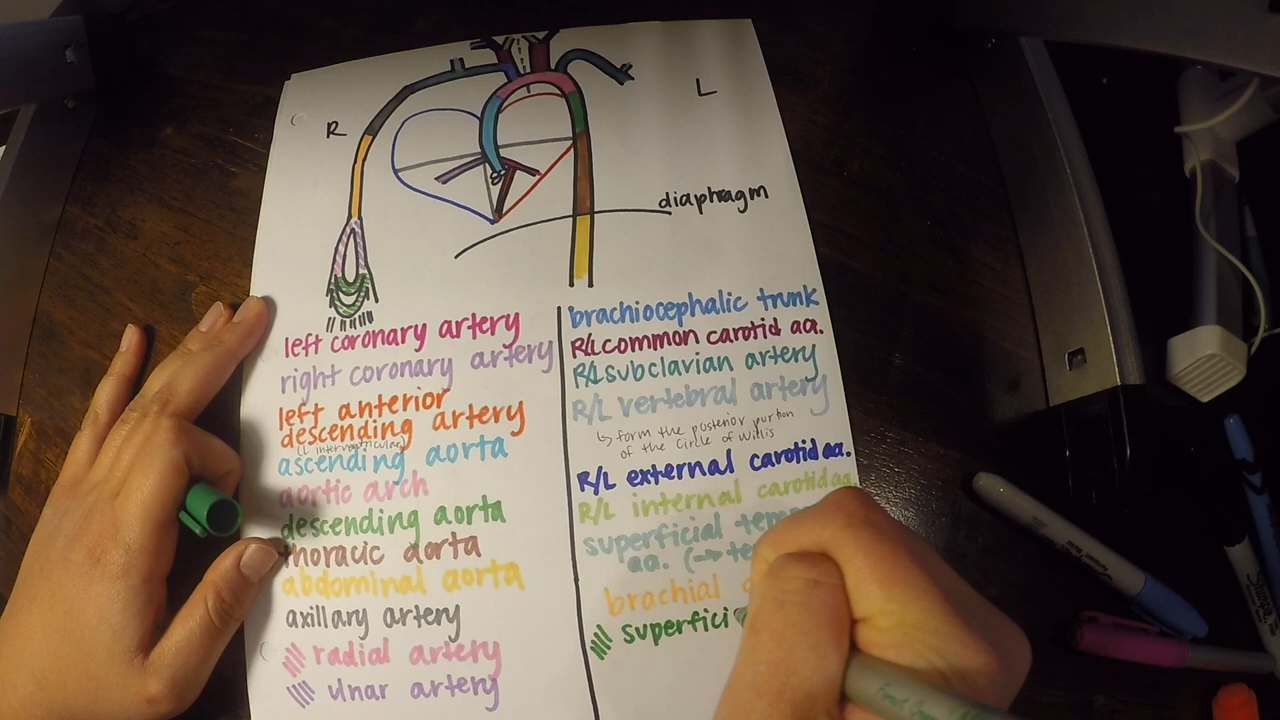 R
L
diaphragm
left coronary artery
right coronary artery
left anterior
descending artery
(L interventricular)
ascending aorta
aortic arch
descending aorta
thoracic aorta
abdominal aorta
axillary artery
radial artery
ulnar artery
brachiocephalic trunk
R/L common carotid aa.
R/L subclavian artery
R/L vertebral artery
↳ form the posterior portion
of the Circle of Willis
R/L external carotid aa.
R/L internal carotid aa
superficial
aa. (→
brachial
superfici